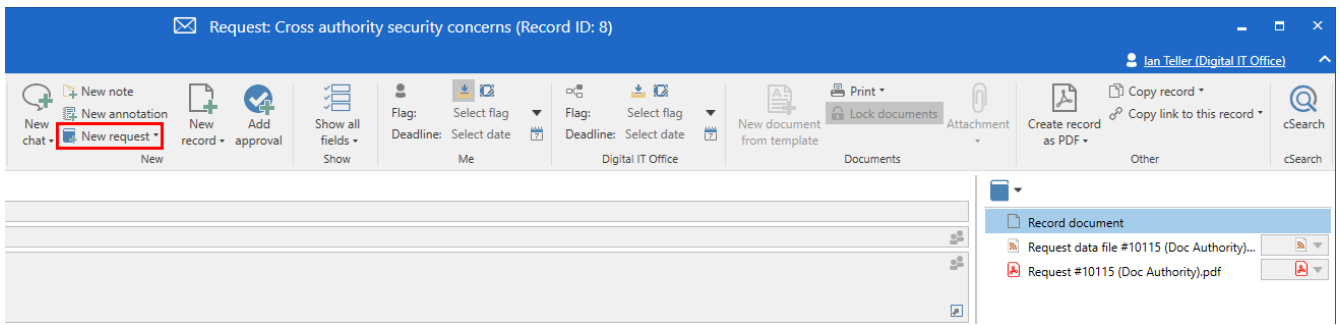 Request: Cross authority security concerns (Record ID: 8)
Ian Teller (Digital IT Office)
New chat
New note
New annotation
New request
New record
Add approval
New
Show all fields
Show
Flag: Select flag
Deadline: Select date
Me
Flag: Select flag
Deadline: Select date
Digital IT Office
New document from template
Print
Lock documents
Attachment
Documents
Create record as PDF
Copy record
Copy link to this record
Other
cSearch
cSearch
Record document
Request data file #10115 (Doc Authority)...
Request #10115 (Doc Authority).pdf